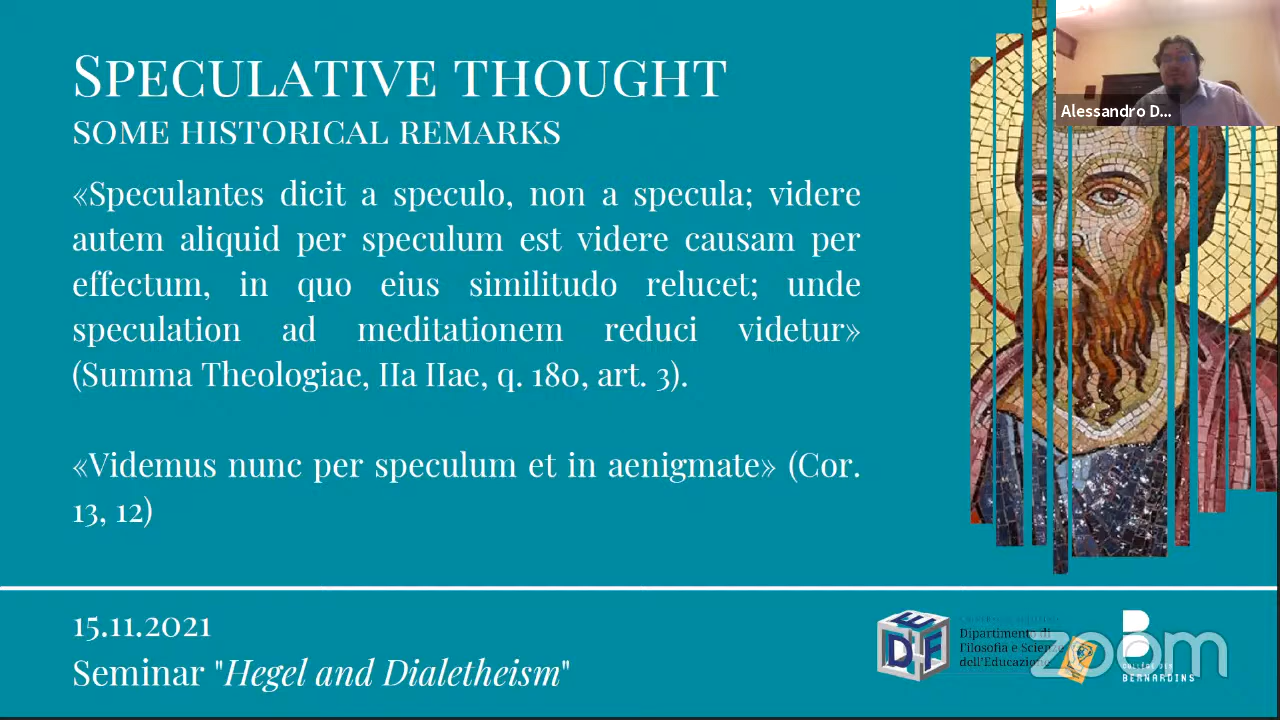 SPECULATIVE THOUGHT
SOME HISTORICAL REMARKS
«Speculantes dicit a speculo, non a specula; videre
autem aliquid per speculum est videre causam per
effectum, in quo eius similitudo relucet; unde
speculation ad meditationem reduci videtur»
(Summa Theologiae, IIa IIae, q. 180, art. 3).
«Videmus nunc per speculum et in aenigmate» (Cor.
13, 12)
Alessandro D...
15.11.2021
Seminar "Hegel and Dialetheism"
Dipartimento di
Filosofia e Scienze
dell'Educazione
zoom
COLLÈGE DES
BERNARDINS